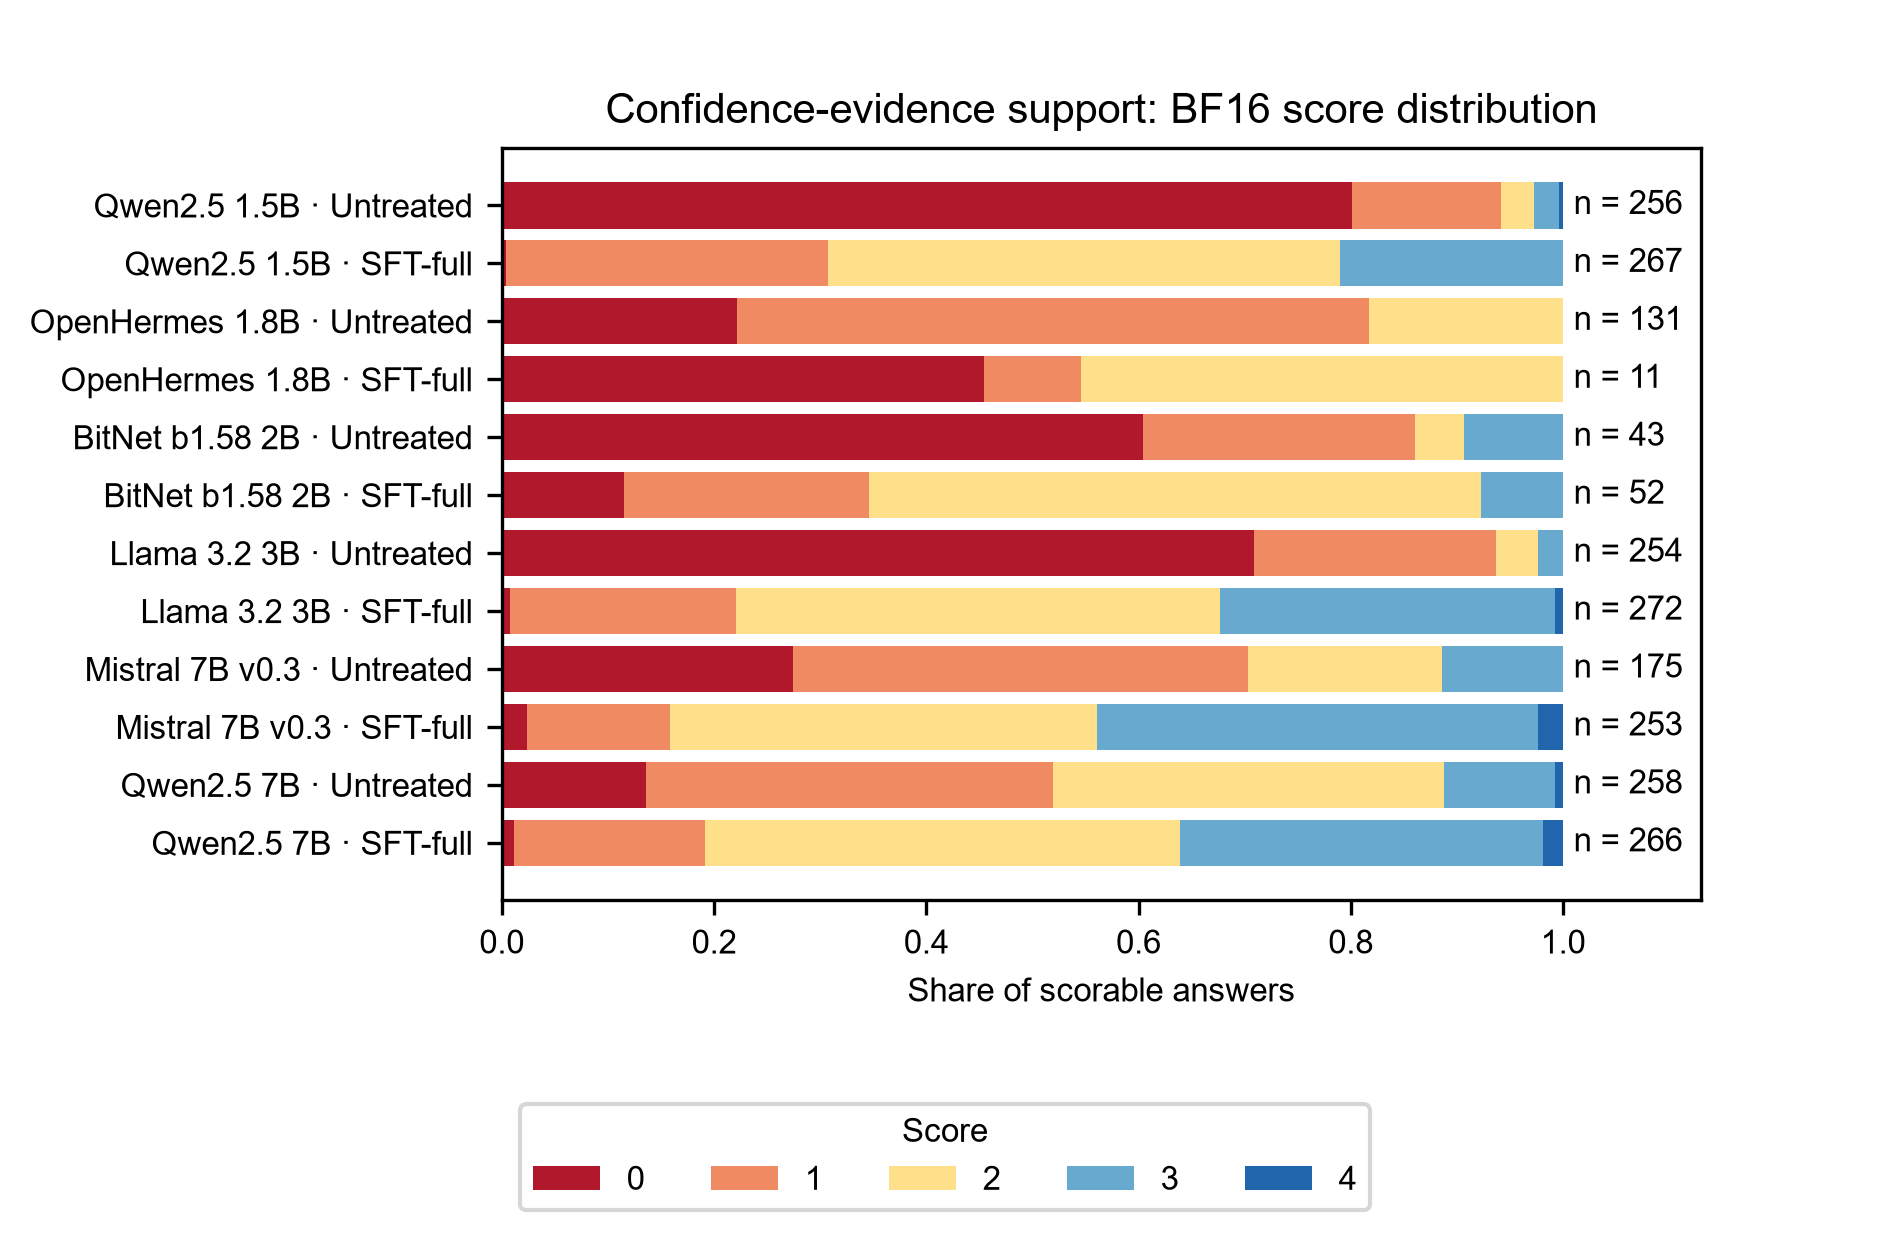 Confidence-evidence support: BF16 score distribution
Qwen2.5 1.5B · Untreated n = 256
Qwen2.5 1.5B · SFT-full n = 267
OpenHermes 1.8B · Untreated n = 131
OpenHermes 1.8B · SFT-full n = 11
BitNet b1.58 2B · Untreated n = 43
BitNet b1.58 2B · SFT-full n = 52
Llama 3.2 3B · Untreated n = 254
Llama 3.2 3B · SFT-full n = 272
Mistral 7B v0.3 · Untreated n = 175
Mistral 7B v0.3 · SFT-full n = 253
Qwen2.5 7B · Untreated n = 258
Qwen2.5 7B · SFT-full n = 266
0.0 0.2 0.4 0.6 0.8 1.0
Share of scorable answers
Score
0 1 2 3 4